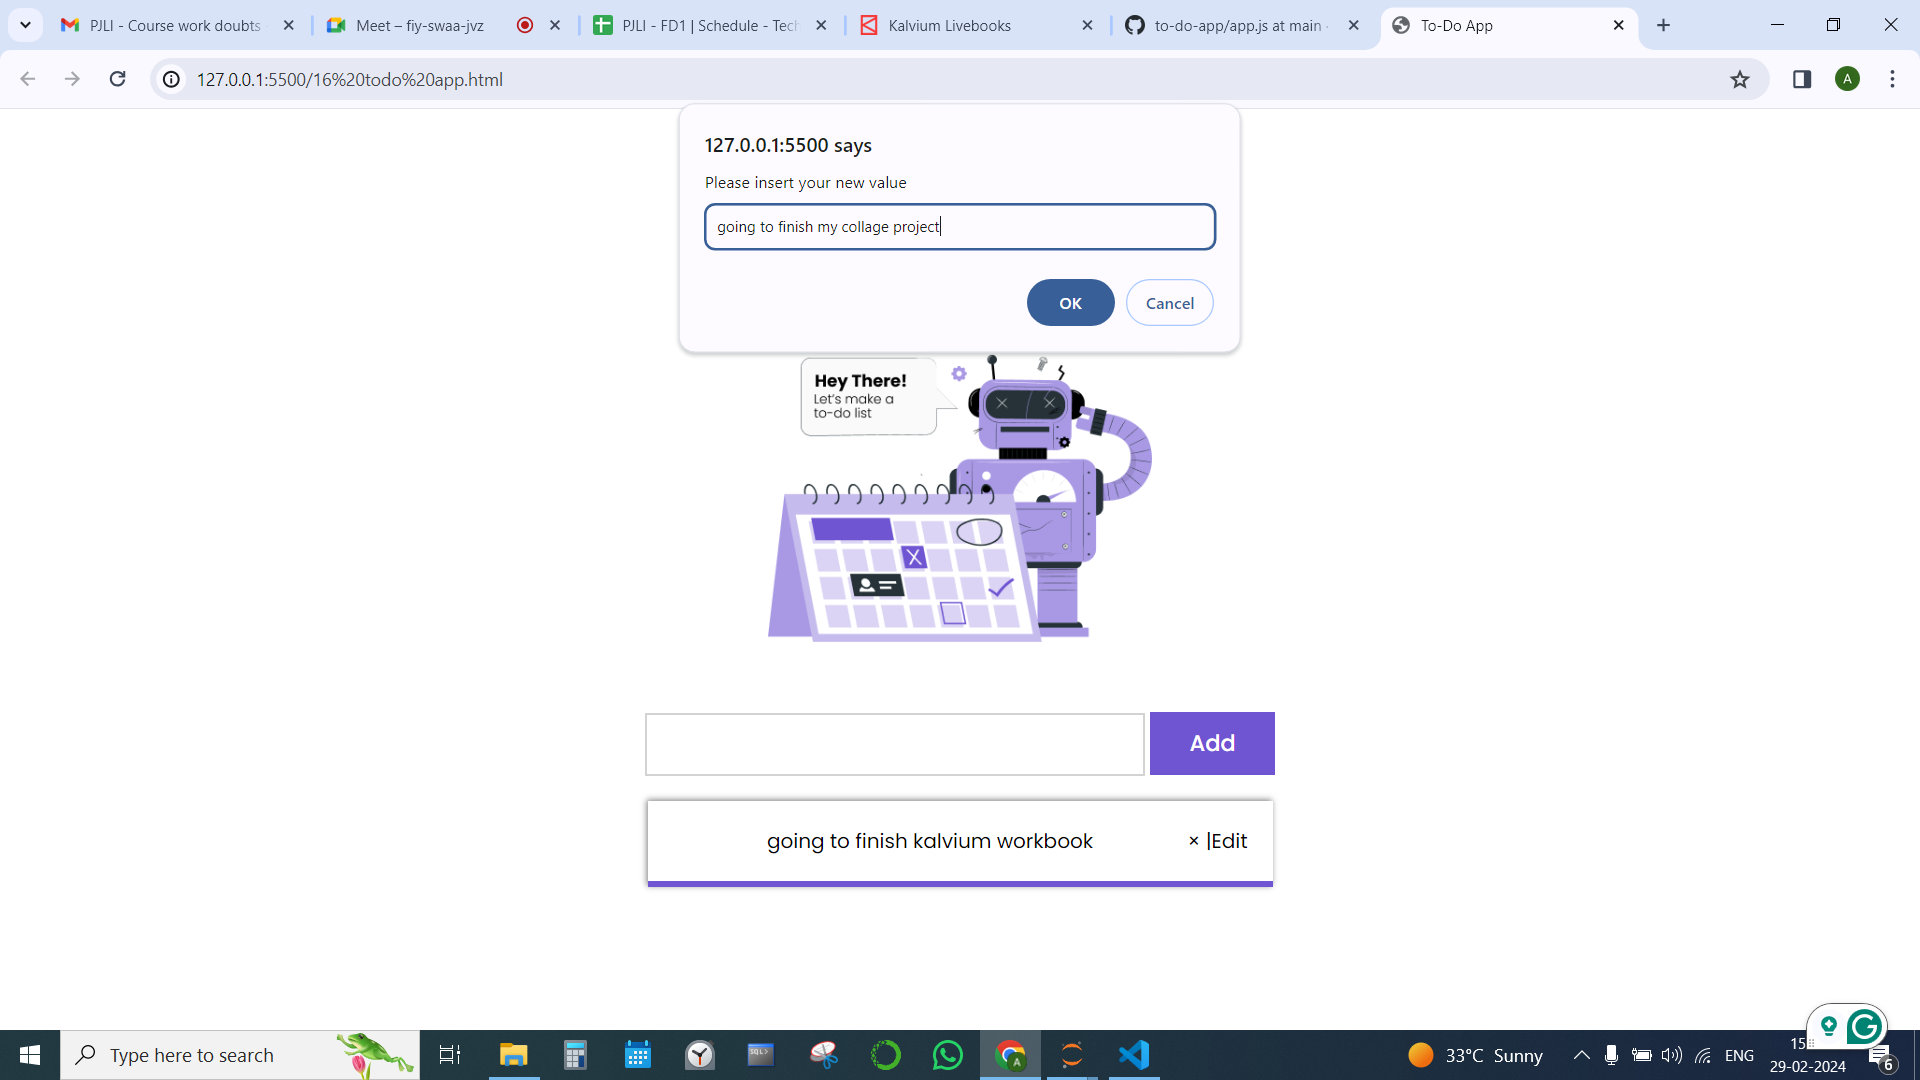 PJLI - Course work doubts
Meet – fiy-swaa-jvz
PJLI - FD1 | Schedule - Tech
Kalvium Livebooks
to-do-app/app.js at main
To-Do App
127.0.0.1:5500/16%20todo%20app.html
A
127.0.0.1:5500 says
Please insert your new value
going to finish my collage project
OK
Cancel
Hey There!
Let's make a
to-do list
Add
going to finish kalvium workbook
× |Edit
Type here to search
SQL>
A
33°C Sunny
ENG
15
29-02-2024
6